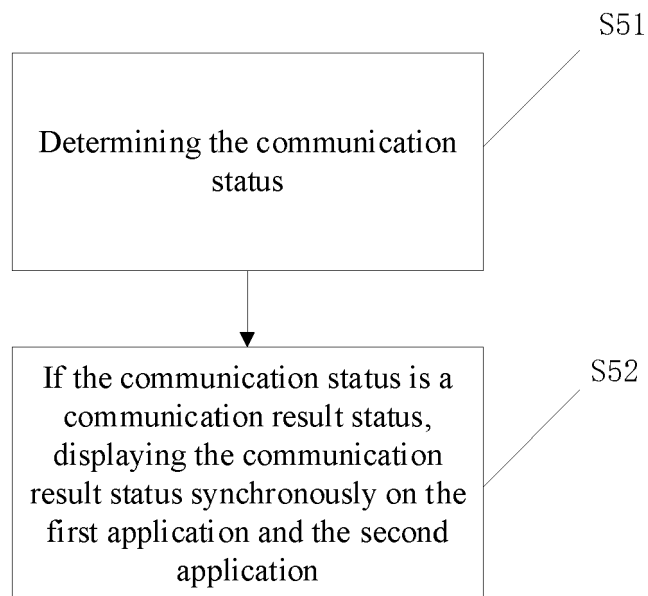 S51
Determining the communication
status
S52
If the communication status is a
communication result status,
displaying the communication
result status synchronously on the
first application and the second
application